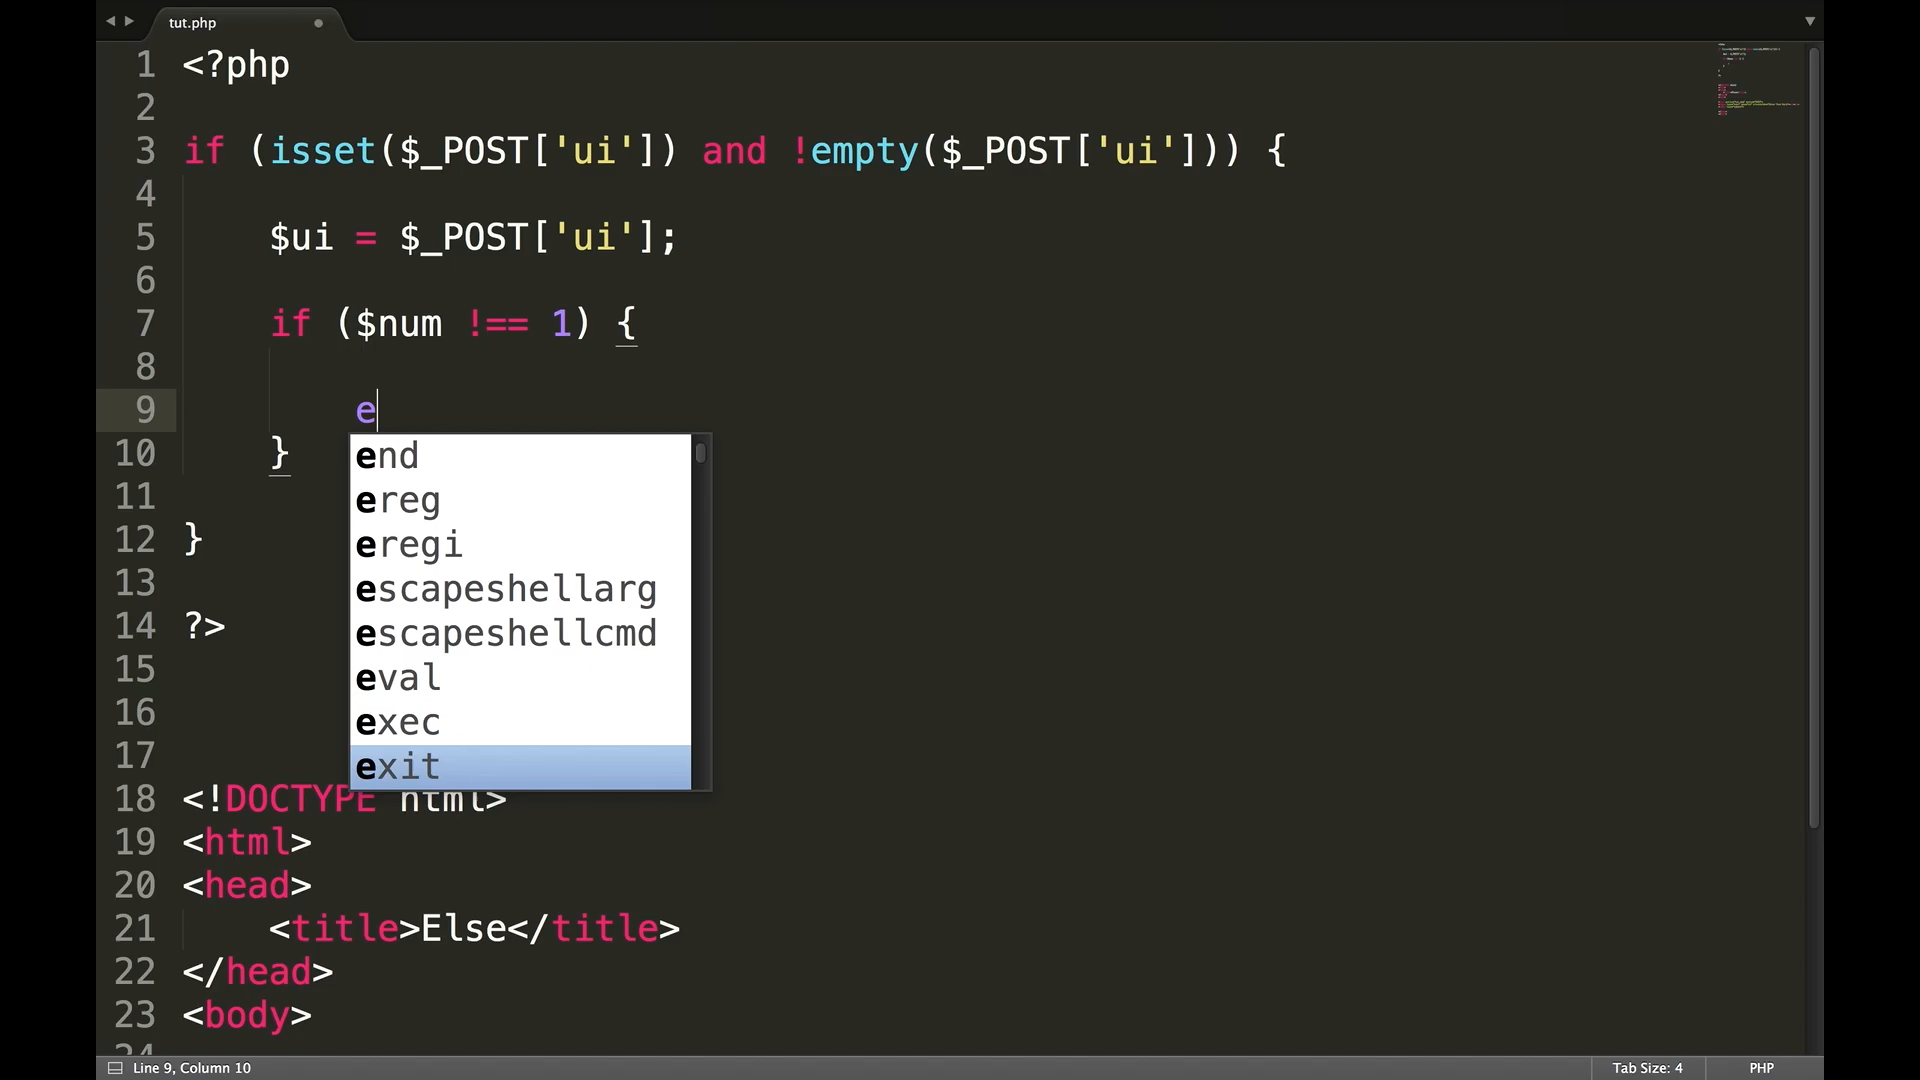 tut.php
1 <?php
2
3 if (isset($_POST['ui']) and !empty($_POST['ui'])) {
4
5 $ui = $_POST['ui'];
6
7 if ($num !== 1) {
8
9 e
end
10 }
ereg
11
eregi
12 }
escapeshellarg
13
escapeshellcmd
14 ?>
eval
15
exec
16
exit
17
18 <!DOCTYPE html>
19 <html>
20 <head>
21 <title>Else</title>
22 </head>
23 <body>
24
Line 9, Column 10
Tab Size: 4
PHP